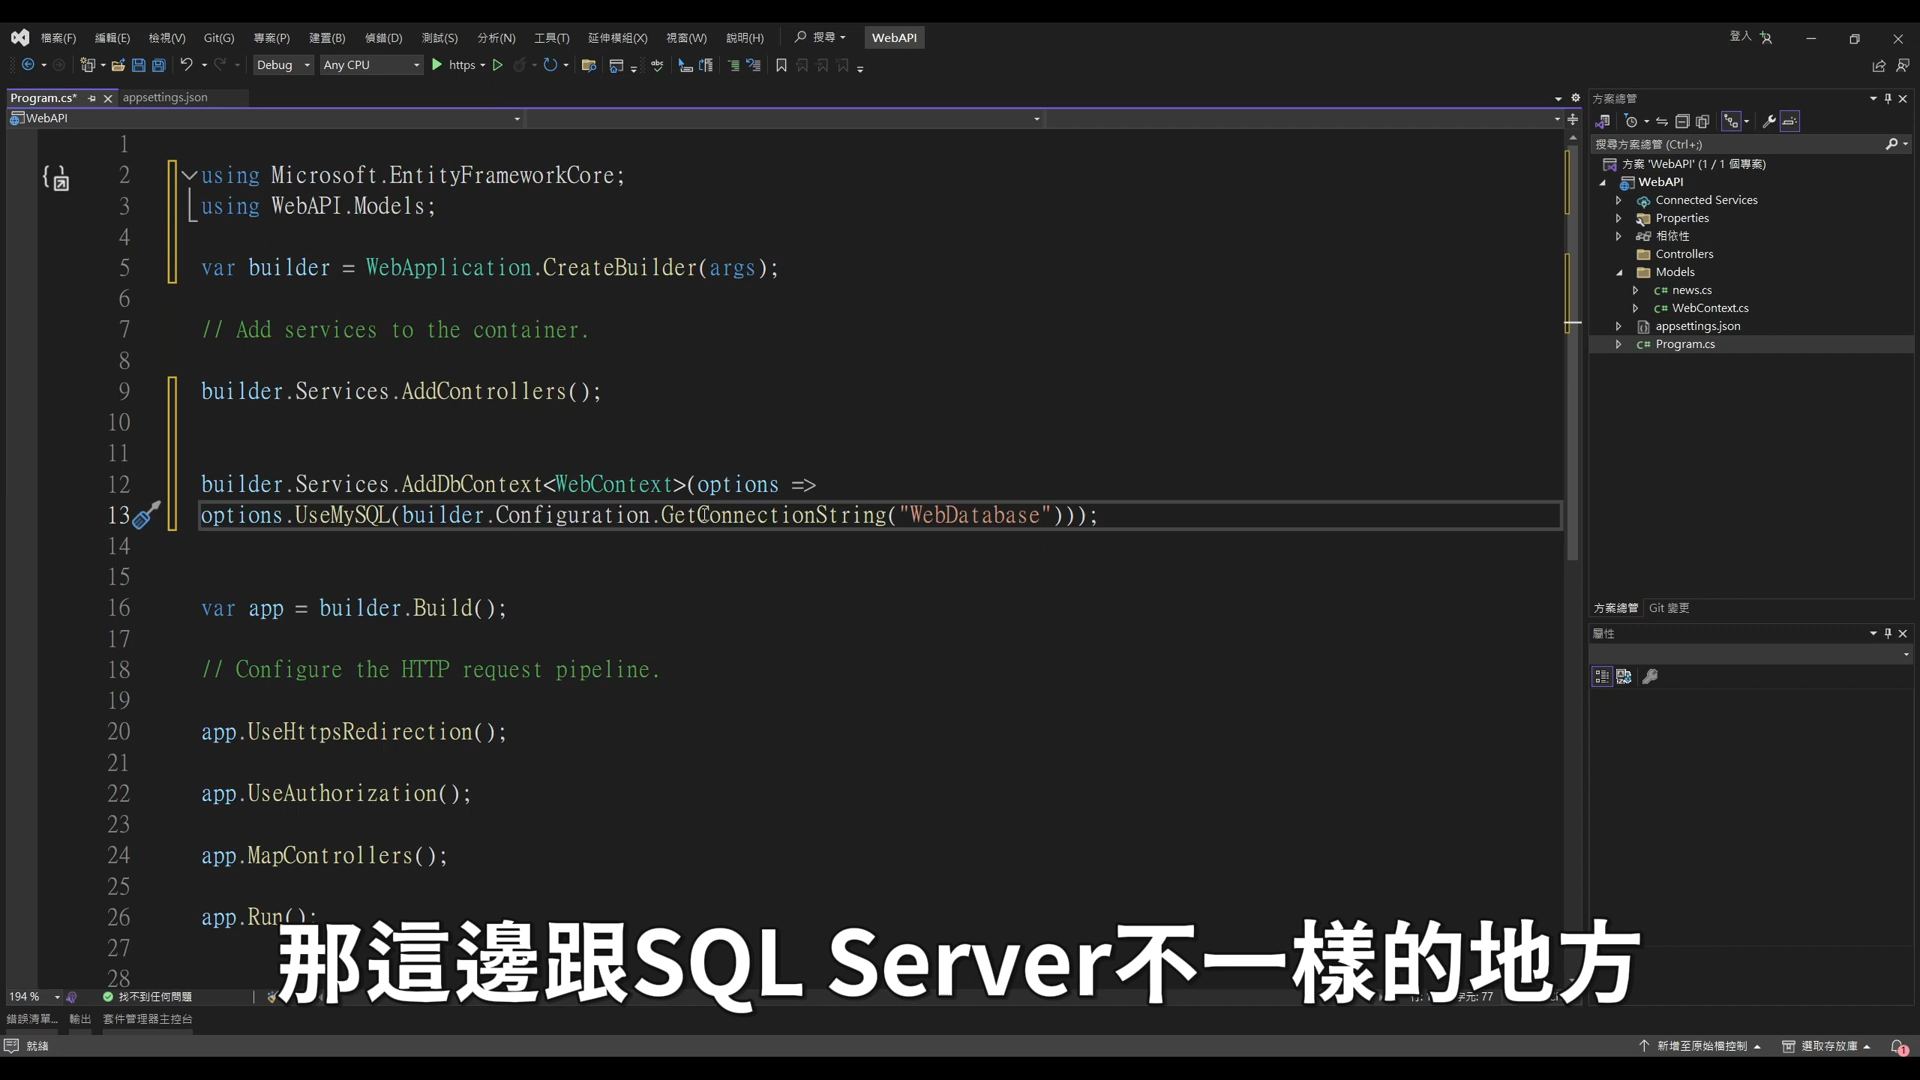 檔案(F) 編輯(E) 檢視(V) Git(G) 專案(P) 建置(B) 偵錯(D) 測試(S) 分析(N) 工具(T) 延伸模組(X) 視窗(W) 說明(H) 搜尋 WebAPI 登入
Debug Any CPU https
Program.cs* appsettings.json
WebAPI
1
2 using Microsoft.EntityFrameworkCore;
3 using WebAPI.Models;
4
5 var builder = WebApplication.CreateBuilder(args);
6
7 // Add services to the container.
8
9 builder.Services.AddControllers();
10
11
12 builder.Services.AddDbContext<WebContext>(options =>
13 options.UseMySQL(builder.Configuration.GetConnectionString("WebDatabase")));
14
15
16 var app = builder.Build();
17
18 // Configure the HTTP request pipeline.
19
20 app.UseHttpsRedirection();
21
22 app.UseAuthorization();
23
24 app.MapControllers();
25
26 app.Run();
27
28
那這邊跟SQL Server不一樣的地方
194 % 找不到任何問題 字元: 77
錯誤清單... 輸出 套件管理器主控台
就緒 新增至原始檔控制 選取存放庫 1
方案總管
搜尋方案總管 (Ctrl+;)
方案 'WebAPI' (1 / 1 個專案)
WebAPI
Connected Services
Properties
相依性
Controllers
Models
C# news.cs
C# WebContext.cs
appsettings.json
C# Program.cs
方案總管 Git 變更
屬性